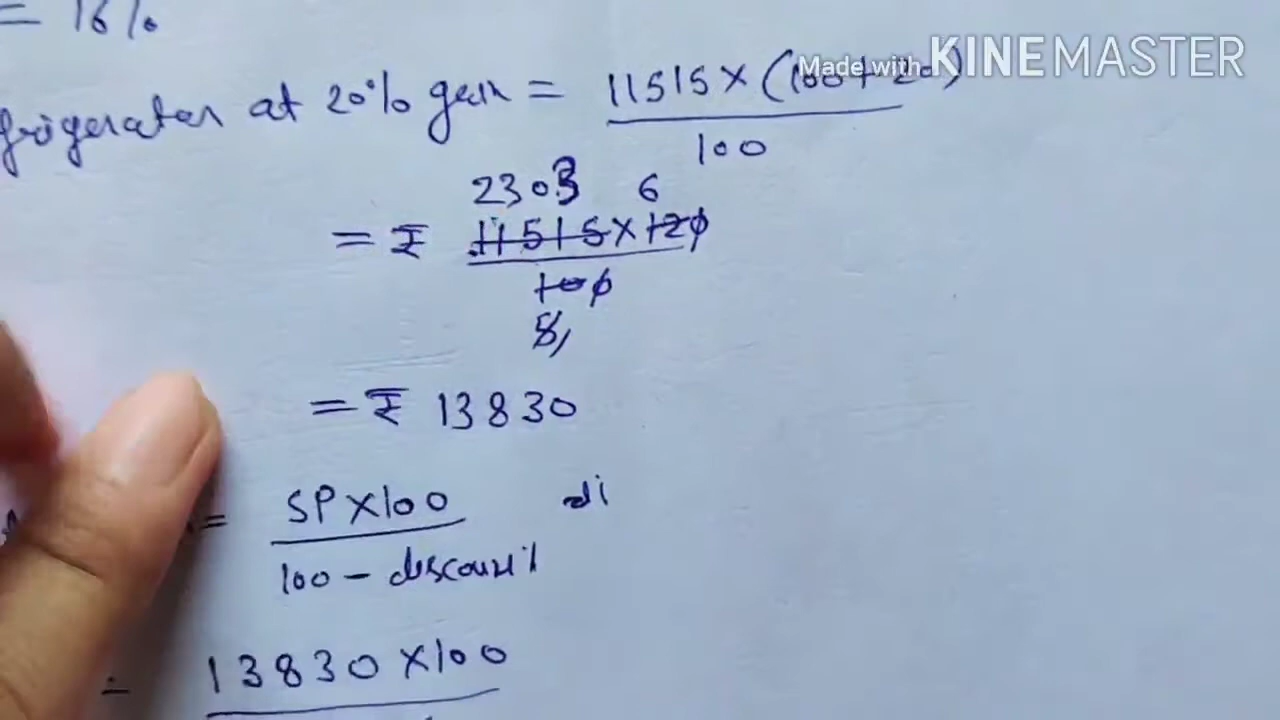 = 16%
Made with KINEMASTER
frigerator at 20% gain = 11515 × (100+20)
100
2303 6
= ₹ 11515 × 120
100
5
= ₹ 13830
= SP × 100 di
100 - discount
= 13830 × 100